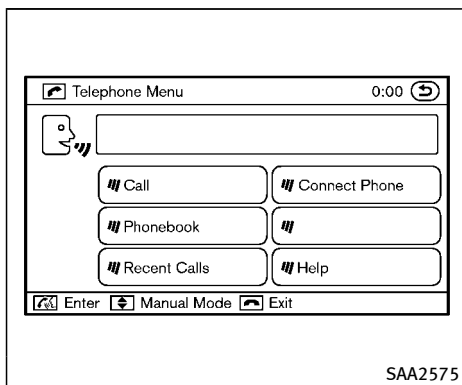 Telephone Menu 0:00
Call Connect Phone
Phonebook
Recent Calls Help
Enter Manual Mode Exit
SAA2575